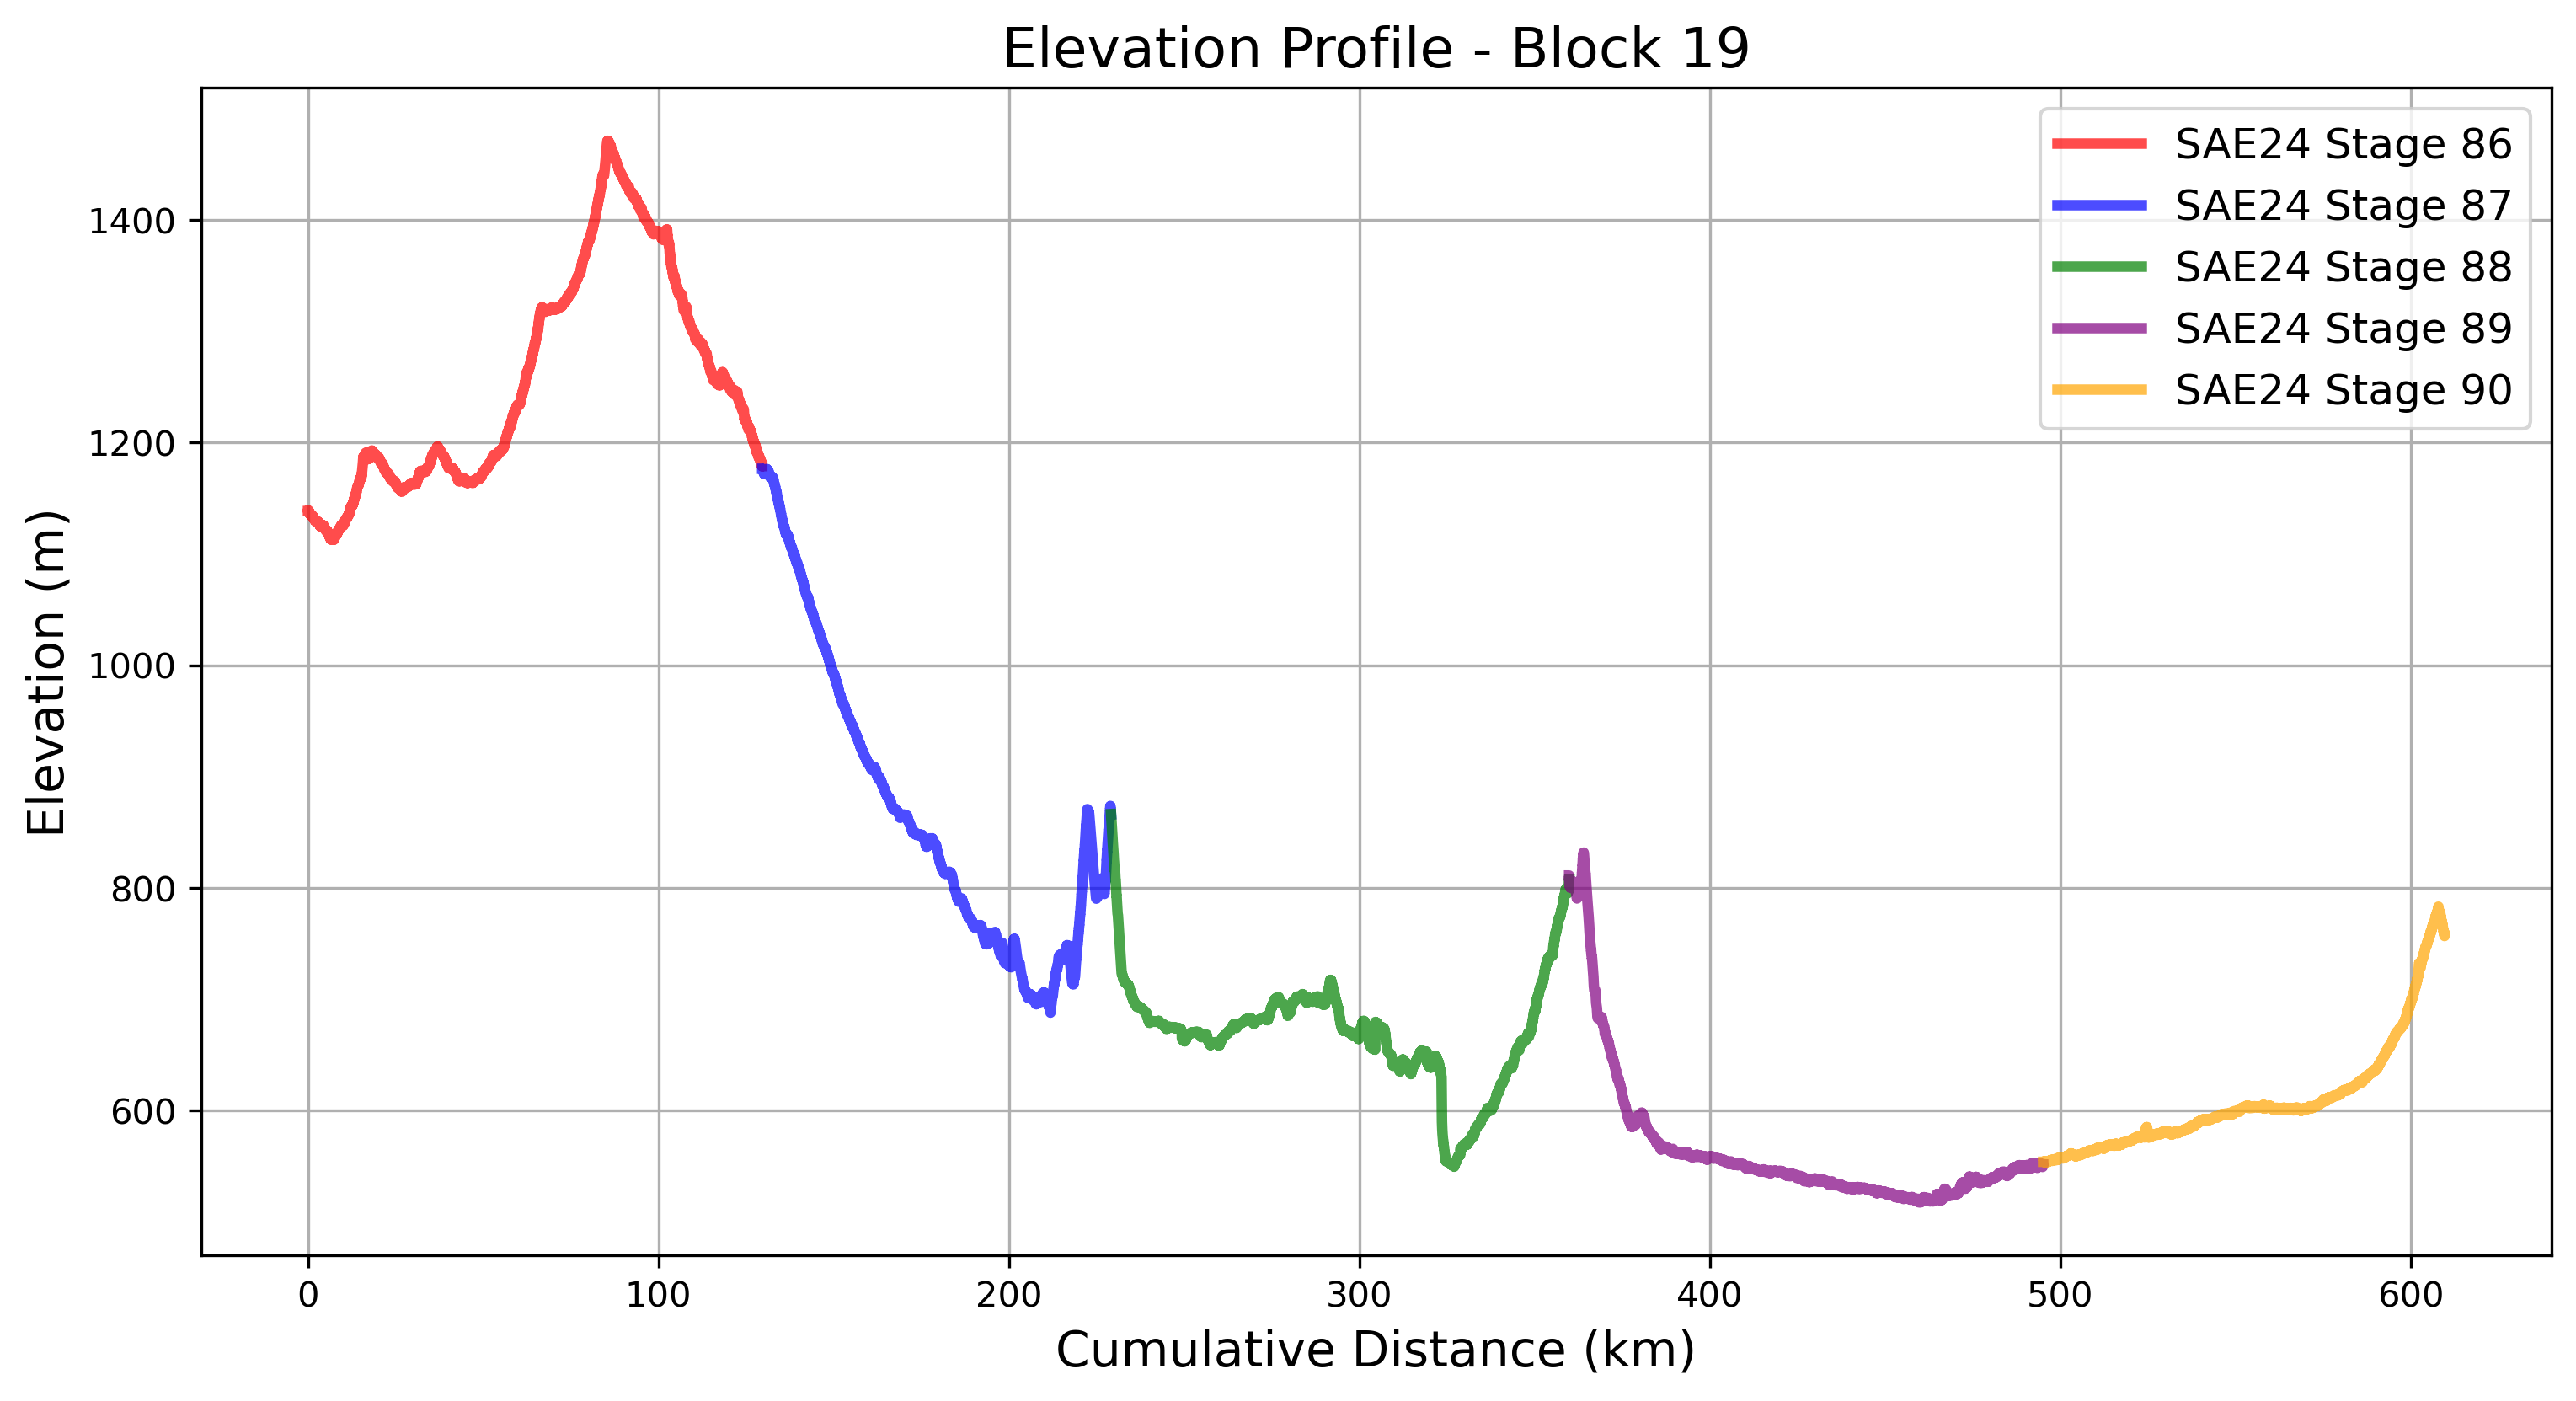 Elevation Profile - Block 19
SAE24 Stage 86
SAE24 Stage 87
SAE24 Stage 88
SAE24 Stage 89
SAE24 Stage 90
Elevation (m)
1400
1200
1000
800
600
0 100 200 300 400 500 600
Cumulative Distance (km)